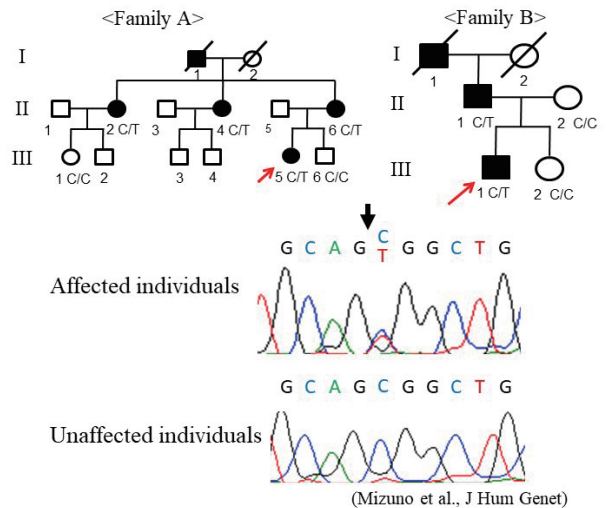 <Family A>
<Family B>
I
1
2
I
1
2
II
1
2 C/T
3
4 C/T
5
6 C/T
II
1 C/T
2 C/C
III
1 C/C
2
3
4
5 C/T
6 C/C
III
1 C/T
2 C/C
G C A G C T G G C T G
Affected individuals
G C A G C G G C T G
Unaffected individuals
(Mizuno et al., J Hum Genet)